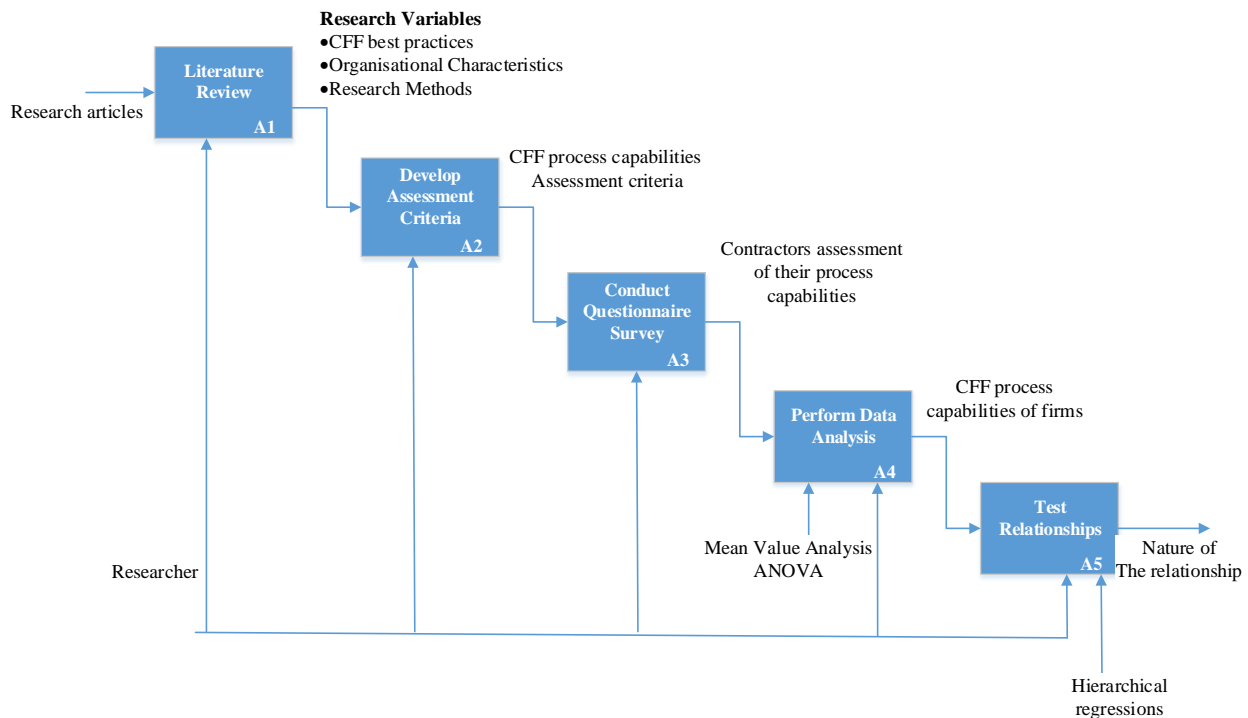 Research Variables
•CFF best practices
•Organisational Characteristics
•Research Methods
Literature
Review
A1
Research articles
Develop
Assessment
Criteria
A2
CFF process capabilities
Assessment criteria
Conduct
Questionnaire
Survey
A3
Contractors assessment
of their process
capabilities
Perform Data
Analysis
A4
CFF process
capabilities of firms
Test
Relationships
A5
Mean Value Analysis
ANOVA
Nature of
The relationship
Researcher
Hierarchical
regressions